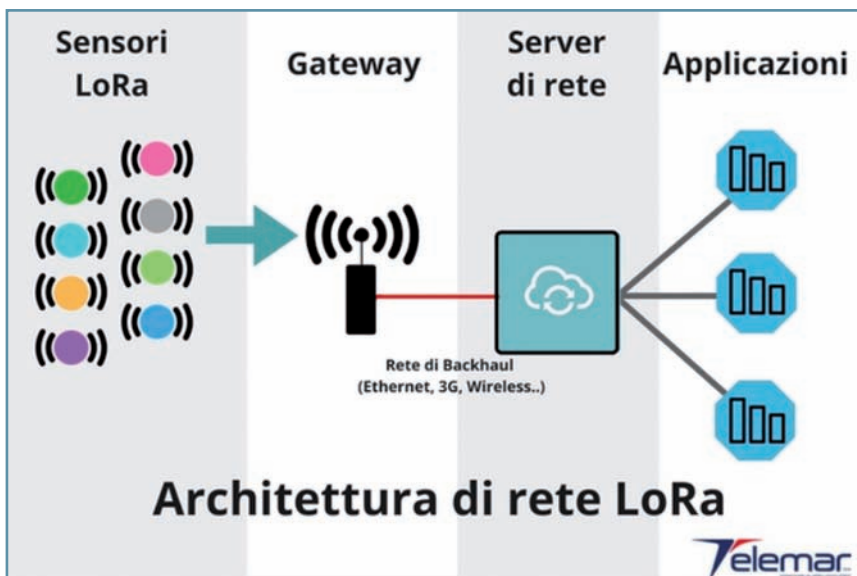 Sensori
LoRa
Gateway
Server
di rete
Applicazioni
Rete di Backhaul
(Ethernet, 3G, Wireless..)
Architettura di rete LoRa
Telemar